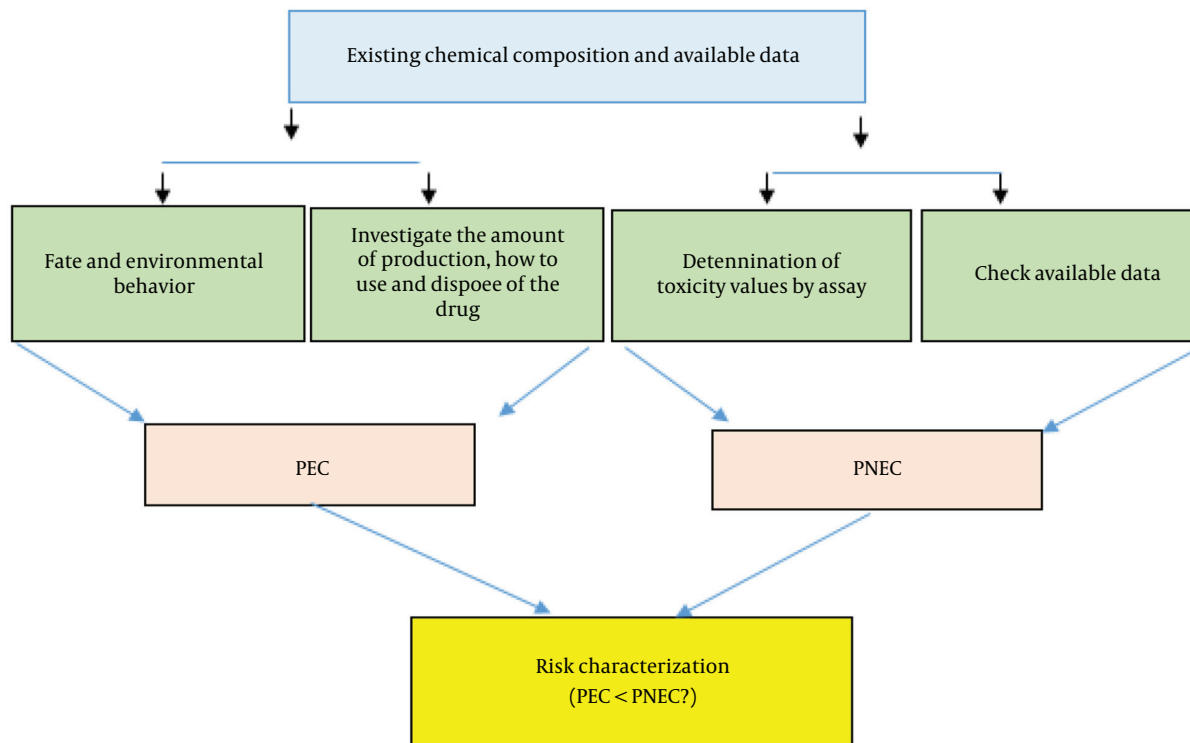 Existing chemical composition and available data
Fate and environmental
behavior
Investigate the amount
of production, how to
use and dispoee of the
drug
Detennination of
toxicity values by assay
Check available data
PEC
PNEC
Risk characterization
(PEC < PNEC?)